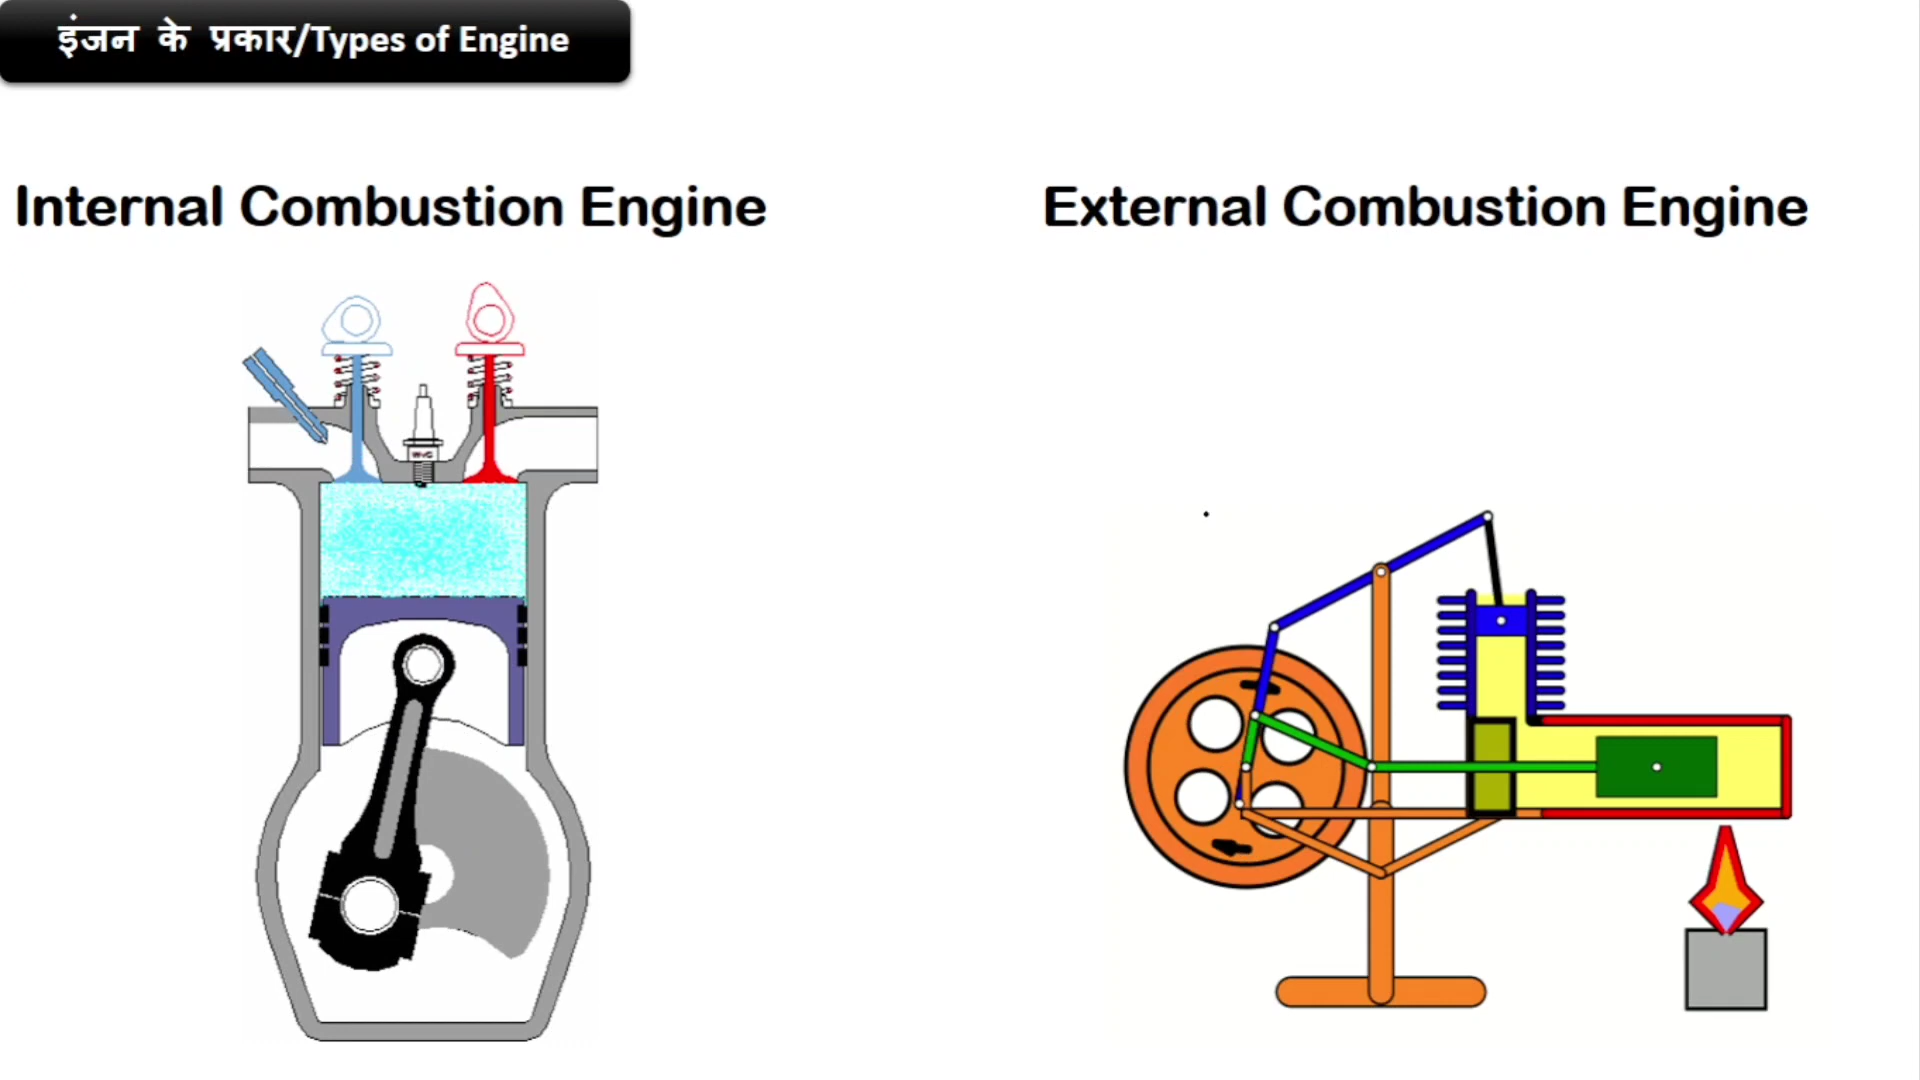 इंजन के प्रकार/Types of Engine
Internal Combustion Engine
External Combustion Engine